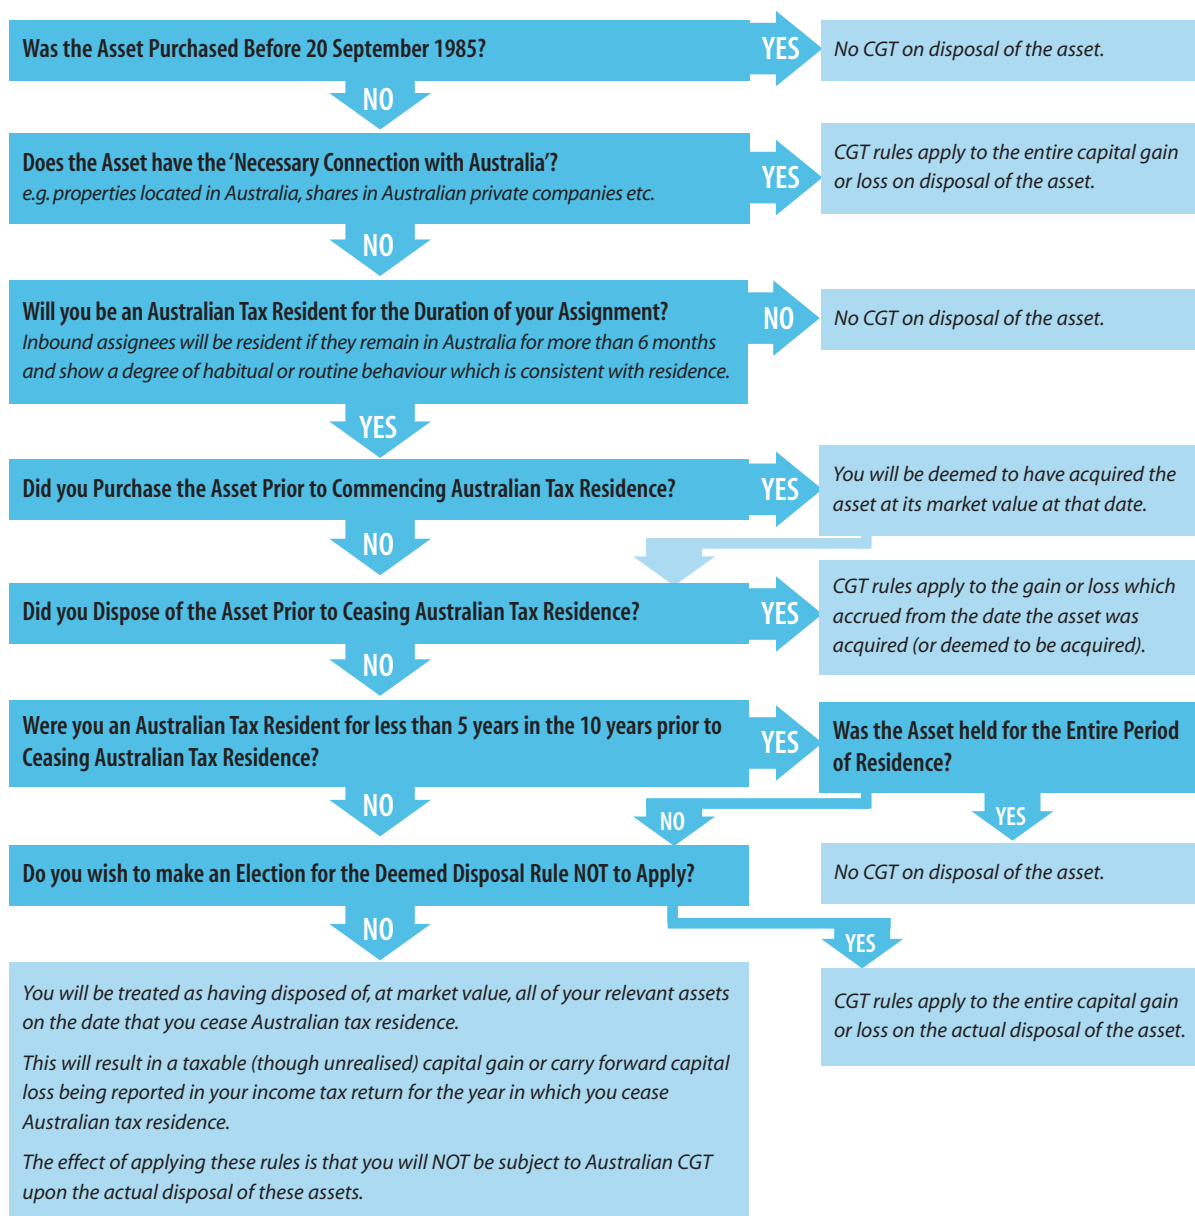 Was the Asset Purchased Before 20 September 1985?
YES
No CGT on disposal of the asset.
NO
Does the Asset have the ‘Necessary Connection with Australia’?
e.g. properties located in Australia, shares in Australian private companies etc.
YES
CGT rules apply to the entire capital gain
or loss on disposal of the asset.
NO
Will you be an Australian Tax Resident for the Duration of your Assignment?
Inbound assignees will be resident if they remain in Australia for more than 6 months
and show a degree of habitual or routine behaviour which is consistent with residence.
NO
No CGT on disposal of the asset.
YES
Did you Purchase the Asset Prior to Commencing Australian Tax Residence?
YES
You will be deemed to have acquired the
asset at its market value at that date.
NO
Did you Dispose of the Asset Prior to Ceasing Australian Tax Residence?
YES
CGT rules apply to the gain or loss which
accrued from the date the asset was
acquired (or deemed to be acquired).
NO
Were you an Australian Tax Resident for less than 5 years in the 10 years prior to
Ceasing Australian Tax Residence?
YES
Was the Asset held for the Entire Period
of Residence?
NO
NO
YES
Do you wish to make an Election for the Deemed Disposal Rule NOT to Apply?
No CGT on disposal of the asset.
NO
YES
You will be treated as having disposed of, at market value, all of your relevant assets
on the date that you cease Australian tax residence.
This will result in a taxable (though unrealised) capital gain or carry forward capital
loss being reported in your income tax return for the year in which you cease
Australian tax residence.
The effect of applying these rules is that you will NOT be subject to Australian CGT
upon the actual disposal of these assets.
CGT rules apply to the entire capital gain
or loss on the actual disposal of the asset.